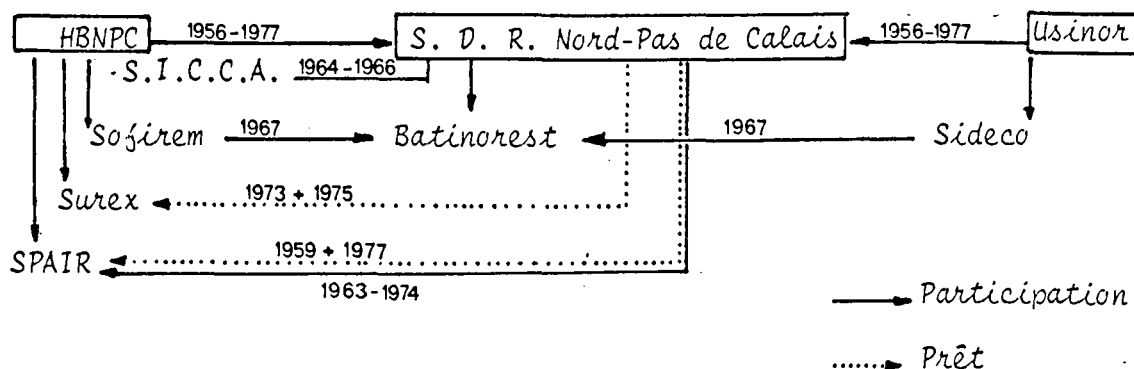 HBNPC 1956-1977 S. D. R. Nord-Pas de Calais 1956-1977 Usinor
S.I.C.C.A. 1964-1966
Sofirem 1967 Batinorest 1967 Sideco
Surex 1973 + 1975
SPAIR 1959 + 1977
1963-1974
Participation
Prêt